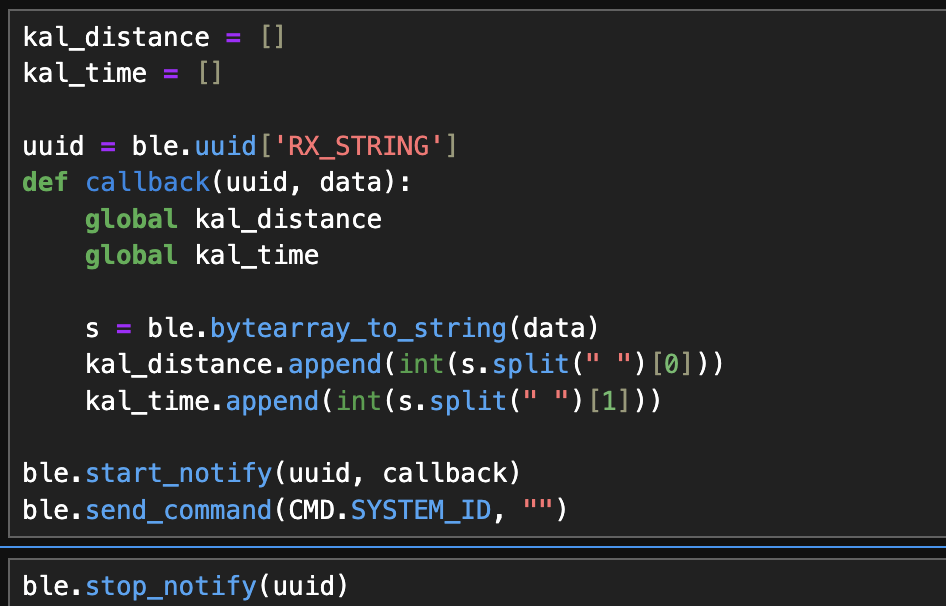 kal_distance = []
kal_time = []
uuid = ble.uuid['RX_STRING']
def callback(uuid, data):
    global kal_distance
    global kal_time
    s = ble.bytearray_to_string(data)
    kal_distance.append(int(s.split(" ")[0]))
    kal_time.append(int(s.split(" ")[1]))
ble.start_notify(uuid, callback)
ble.send_command(CMD.SYSTEM_ID, "")
ble.stop_notify(uuid)